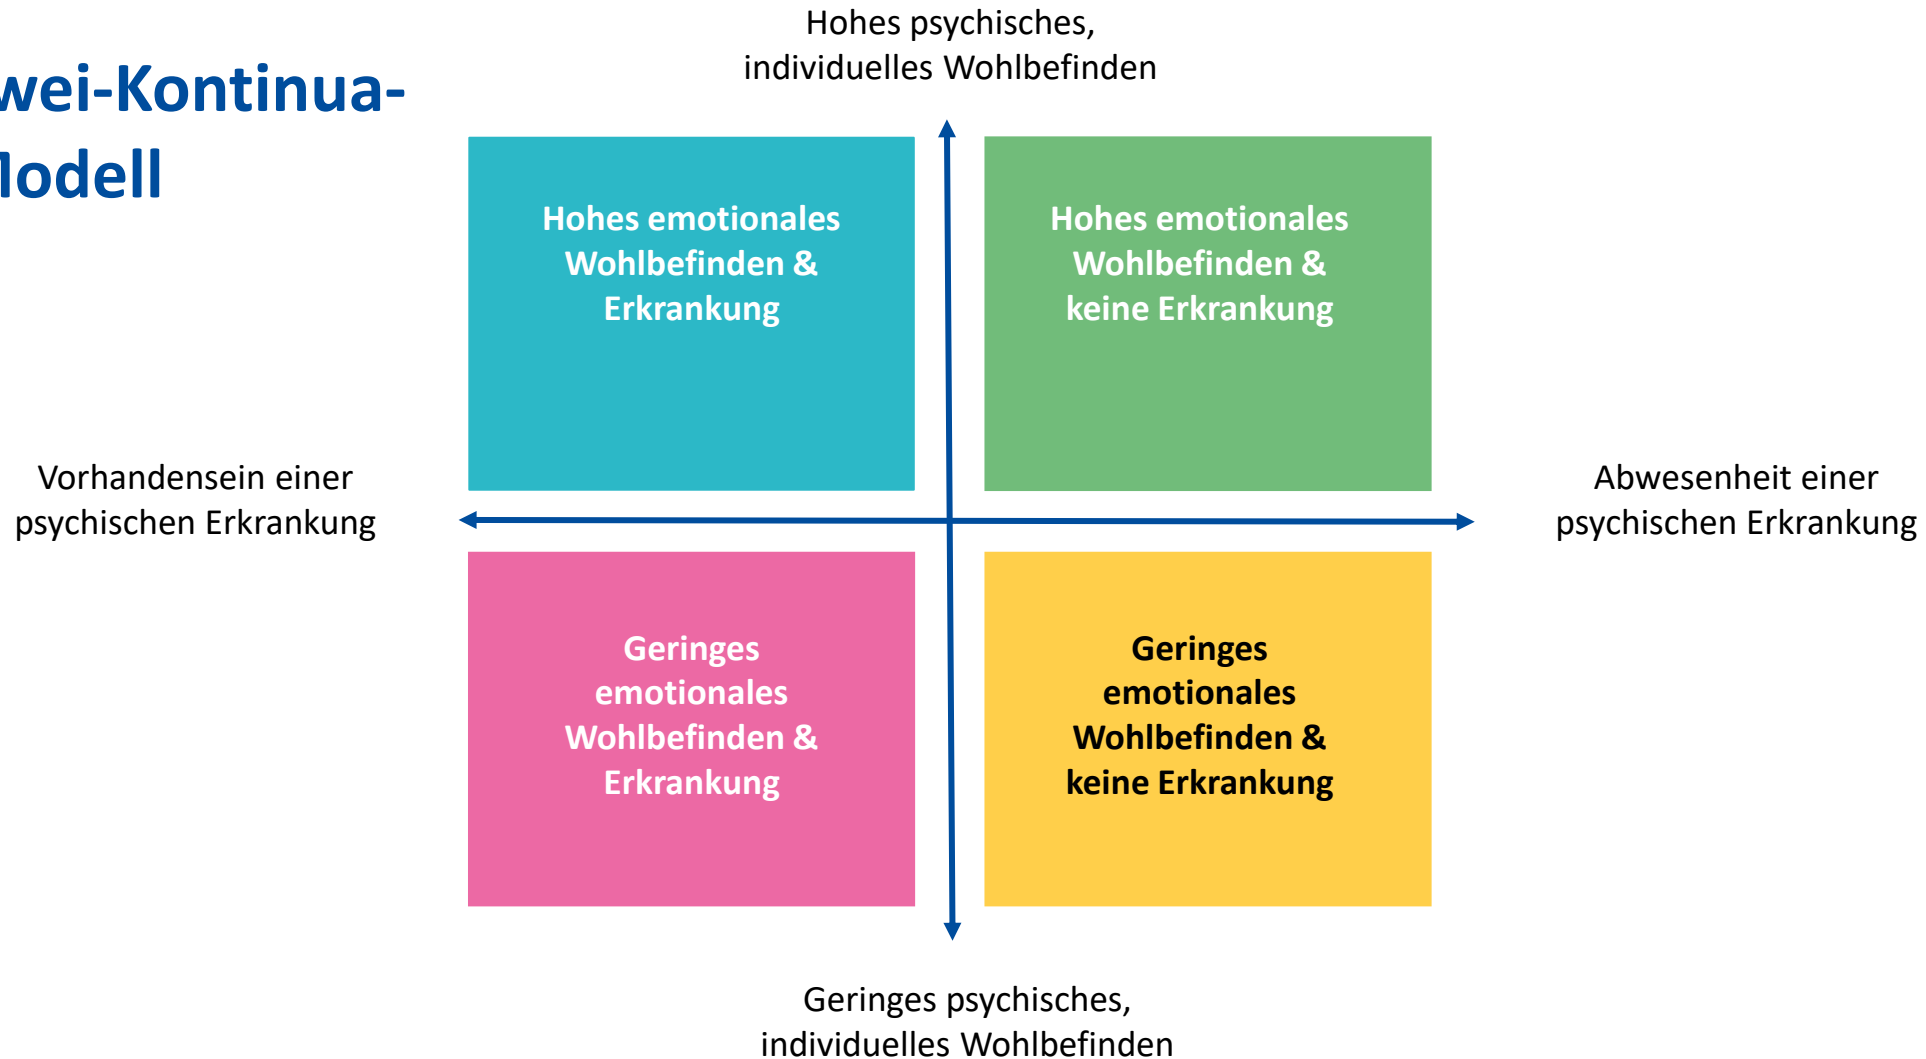 Hohes psychisches,
individuelles Wohlbefinden
wei-Kontinua-
odell
Hohes emotionales
Wohlbefinden &
Erkrankung
Hohes emotionales
Wohlbefinden &
keine Erkrankung
Vorhandensein einer
psychischen Erkrankung
Abwesenheit einer
psychischen Erkrankung
Geringes
emotionales
Wohlbefinden &
Erkrankung
Geringes
emotionales
Wohlbefinden &
keine Erkrankung
Geringes psychisches,
individuelles Wohlbefinden